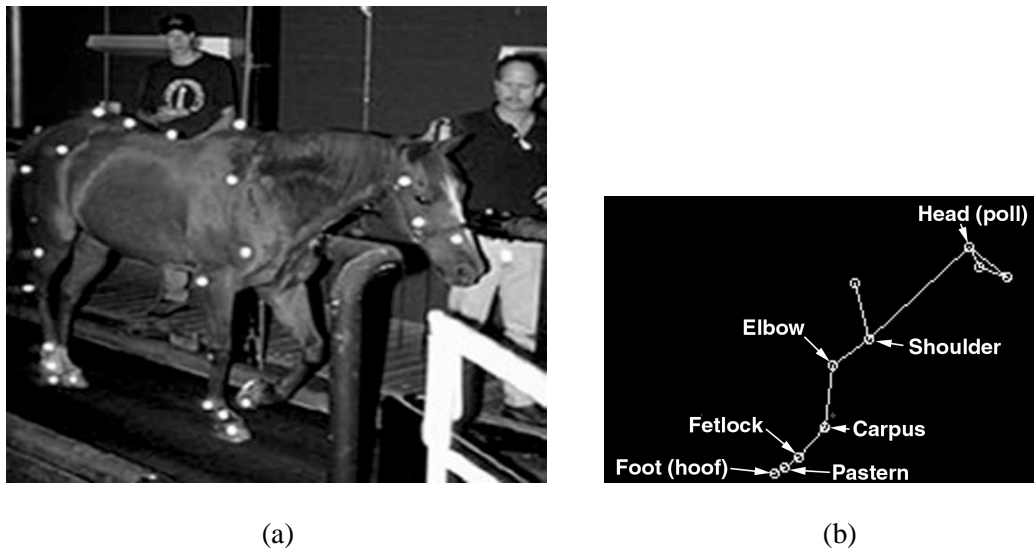 Head (poll)
Elbow
Shoulder
Fetlock
Carpus
Foot (hoof)
Pastern
(a)
(b)